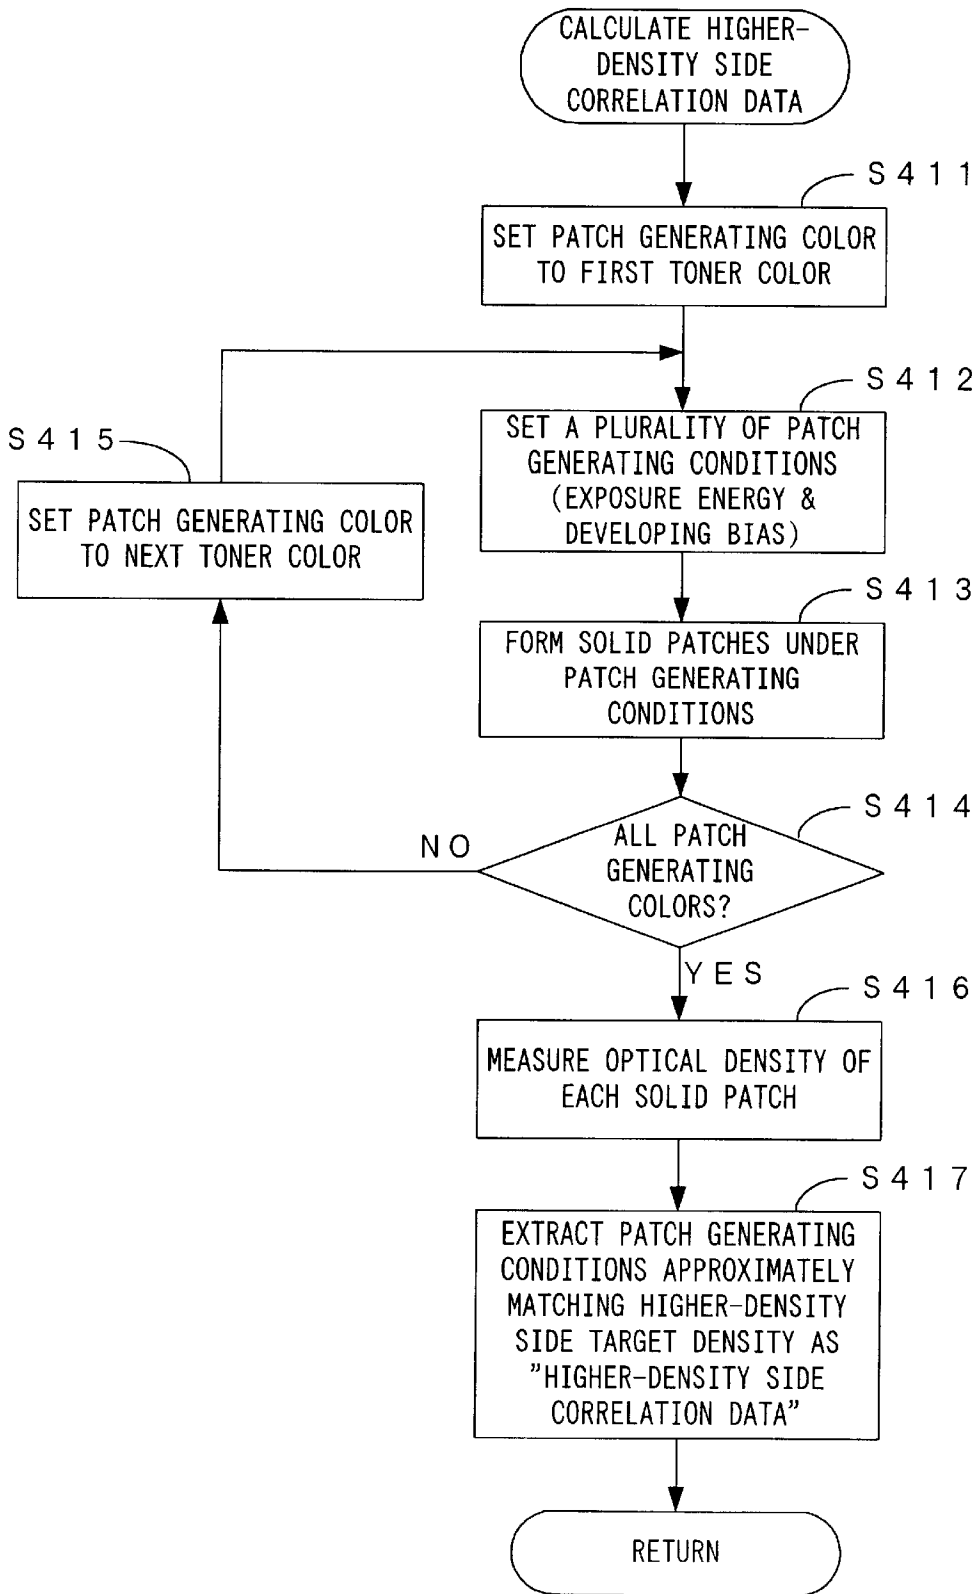 CALCULATE HIGHER-
DENSITY SIDE
CORRELATION DATA
S411
SET PATCH GENERATING COLOR
TO FIRST TONER COLOR
S412
SET A PLURALITY OF PATCH
GENERATING CONDITIONS
(EXPOSURE ENERGY &
DEVELOPING BIAS)
S415
SET PATCH GENERATING COLOR
TO NEXT TONER COLOR
S413
FORM SOLID PATCHES UNDER
PATCH GENERATING
CONDITIONS
S414
ALL PATCH
GENERATING
COLORS?
NO
YES
S416
MEASURE OPTICAL DENSITY OF
EACH SOLID PATCH
S417
EXTRACT PATCH GENERATING
CONDITIONS APPROXIMATELY
MATCHING HIGHER-DENSITY
SIDE TARGET DENSITY AS
”HIGHER-DENSITY SIDE
CORRELATION DATA”
RETURN